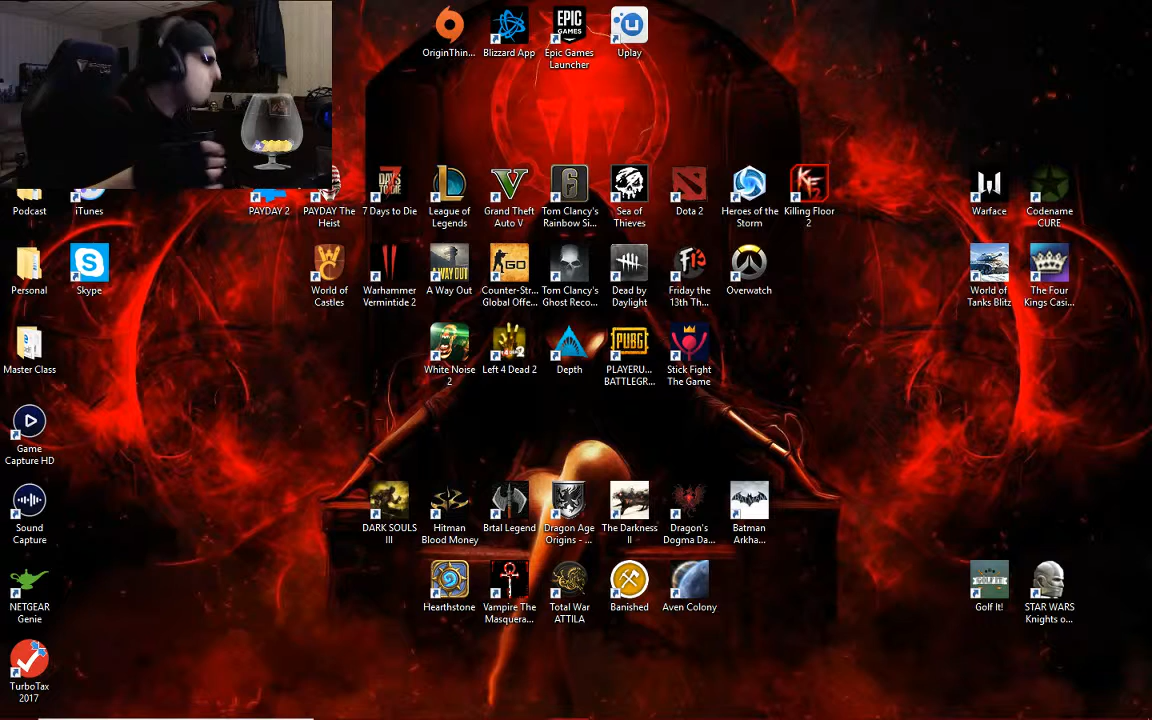 OriginThin...
Blizzard App
EPIC
GAMES
Epic Games
Launcher
Uplay
Podcast
iTunes
PAYDAY 2
PAYDAY The
Heist
7 DAYS
TO DIE
7 Days to Die
League of
Legends
V
Grand Theft
Auto V
6
Tom Clancy's
Rainbow Si...
Sea of
Thieves
Dota 2
Heroes of the
Storm
KF
2
Killing Floor
2
Warface
Codename
CURE
Personal
Skype
WC
World of
Castles
Warhammer
Vermintide 2
A WAY OUT
A Way Out
GO
Counter-Str...
Global Offe...
Tom Clancy's
Ghost Reco...
Dead by
Daylight
F13
Friday the
13th Th...
Overwatch
World of
Tanks Blitz
The Four
Kings Casi...
Master Class
White Noise
2
2
Left 4 Dead 2
Depth
PUBG
PLAYERU...
BATTLEGR...
Stick Fight
The Game
Game
Capture HD
Sound
Capture
DARK SOULS
III
Hitman
Blood Money
Brtal Legend
Dragon Age
Origins - ...
The Darkness
II
Dragon's
Dogma Da...
Batman
Arkha...
NETGEAR
Genie
Hearthstone
Vampire The
Masquera...
Total War
ATTILA
Banished
Aven Colony
GOLF IT!
Golf It!
STAR WARS
Knights o...
TurboTax
2017